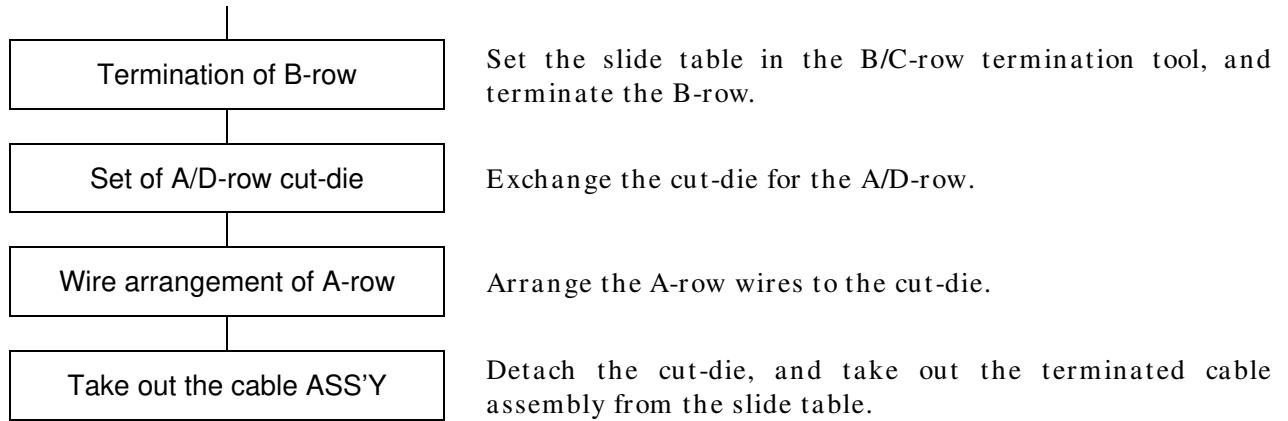 Termination of B-row
Set the slide table in the B/C-row termination tool, and
terminate the B-row.
Set of A/D-row cut-die
Exchange the cut-die for the A/D-row.
Wire arrangement of A-row
Arrange the A-row wires to the cut-die.
Take out the cable ASS’Y
Detach the cut-die, and take out the terminated cable
assembly from the slide table.